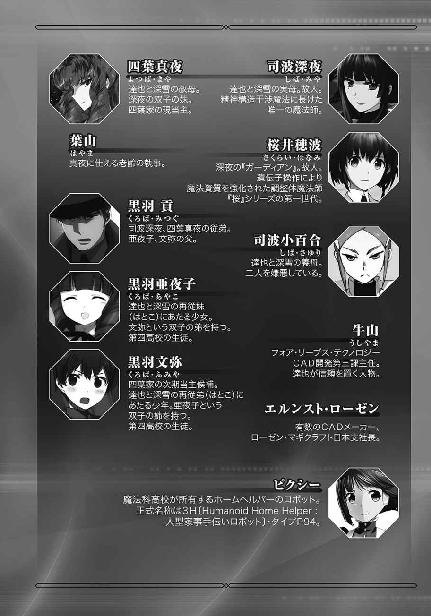 四葉真夜
よつば・まや
達也と深雪の叔母。
深夜の双子の妹。
四葉家の現当主。
葉山
はやま
真夜に仕える老齢の執事。
黒羽 貢
くろば・みつぐ
司波深夜、四葉真夜の従弟。
亜夜子、文弥の父。
黒羽亜夜子
くろば・あやこ
達也と深雪の再従妹
(はとこ)にあたる少女。
文弥という双子の弟を持つ。
第四高校の生徒。
黒羽文弥
くろば・ふみや
四葉家の次期当主候補。
達也と深雪の再従弟(はとこ)に
あたる少年。亜夜子という
双子の姉を持つ。
第四高校の生徒。
司波深夜
しば・みや
達也と深雪の実母。故人。
精神構造干渉魔法に長けた
唯一の魔法師。
桜井穂波
さくらい・ほなみ
深夜の『ガーディアン』。故人。
遺伝子操作により
魔法資質を強化された調整体魔法師
『桜』シリーズの第一世代。
司波小百合
しば・さゆり
達也と深雪の義母。
二人を嫌悪している。
牛山
うしやま
フォア・リーブス・テクノロジー
CAD開発第三課主任。
達也が信頼を置く人物。
エルンスト・ローゼン
有数のCADメーカー、
ローゼン・マギクラフト日本支社長。
ピクシー
魔法科高校が所有するホームヘルパーロボット。
正式名称は3H(Humanoid Home Helper:
人型家事手伝いロボット)・タイプP94。